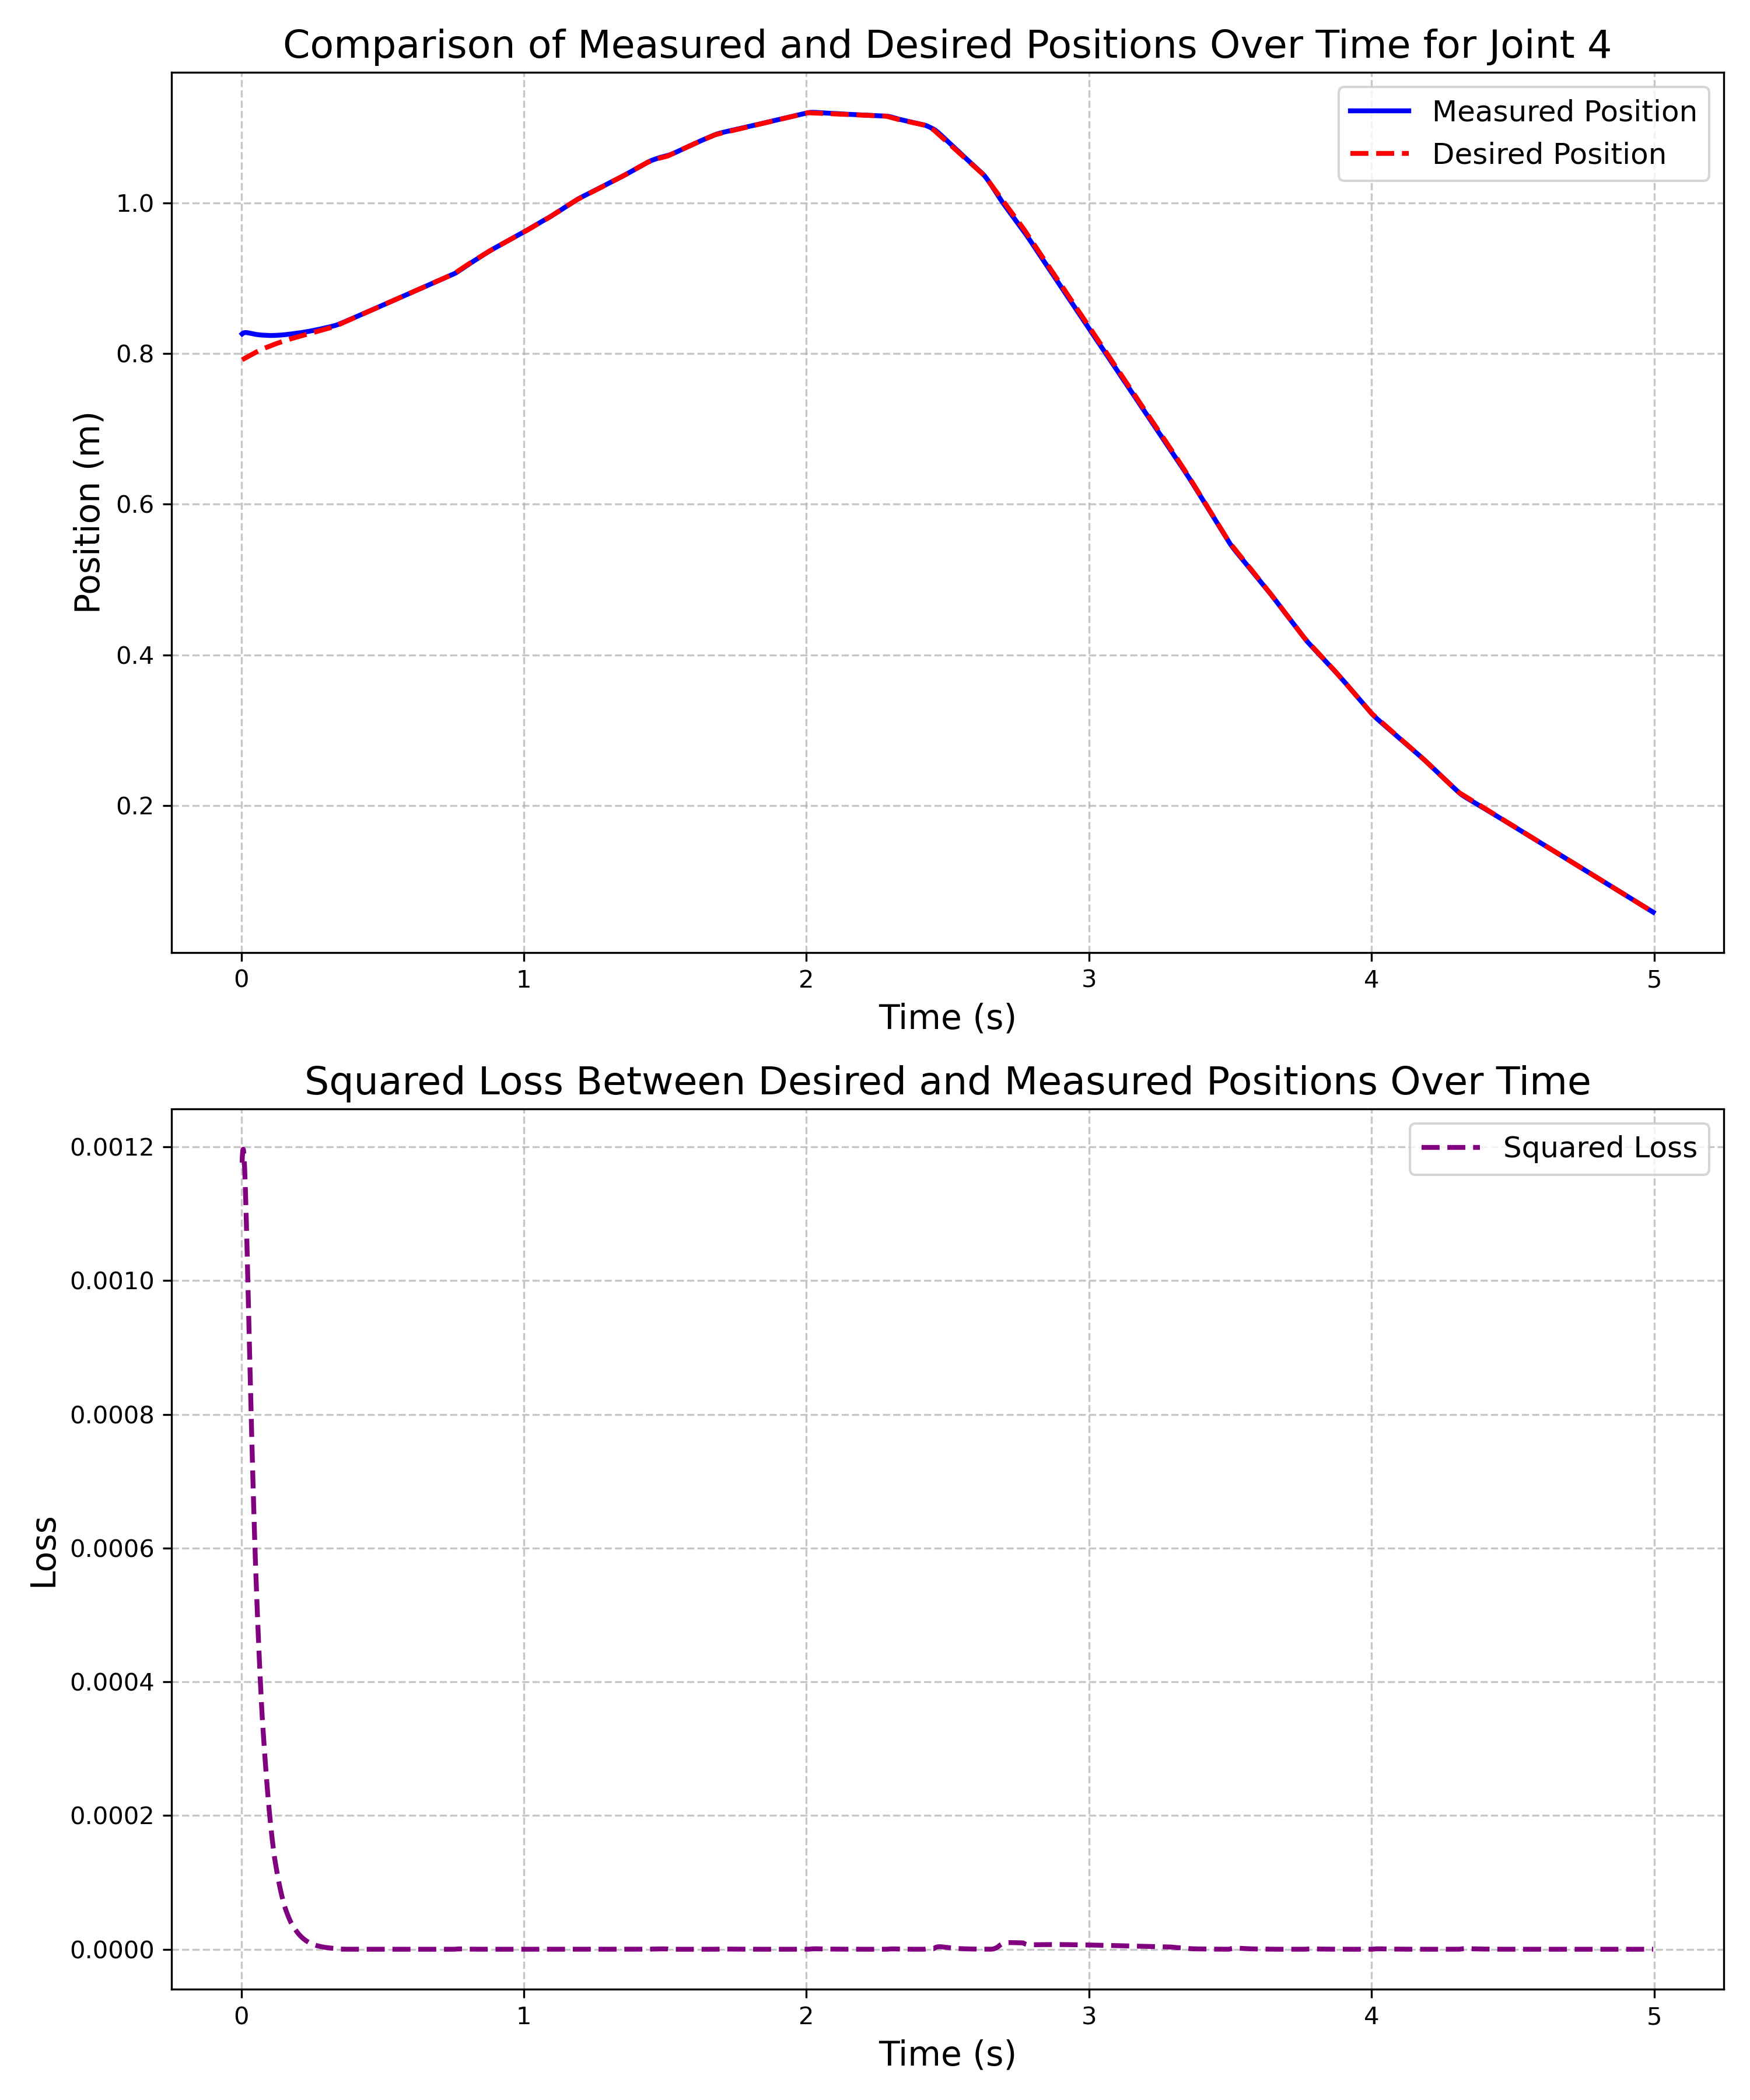 Comparison of Measured and Desired Positions Over Time for Joint 4
Measured Position
Desired Position
Position (m)
1.0
0.8
0.6
0.4
0.2
0
1
2
3
4
5
Time (s)
Squared Loss Between Desired and Measured Positions Over Time
Squared Loss
Loss
0.0012
0.0010
0.0008
0.0006
0.0004
0.0002
0.0000
0
1
2
3
4
5
Time (s)